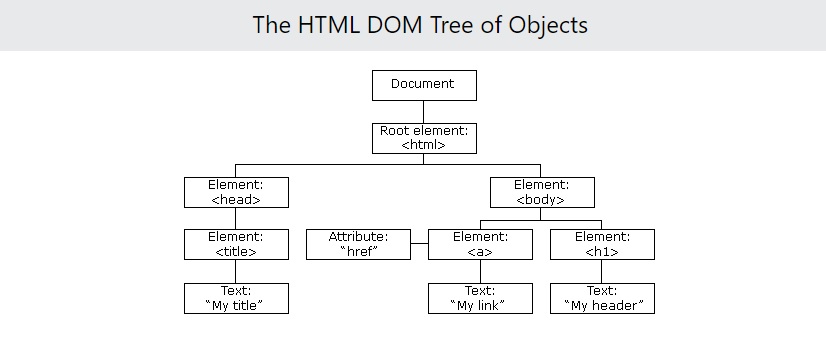 The HTML DOM Tree of Objects
Document
Root element:
<html>
Element:
<head>
Element:
<body>
Element:
<title>
Attribute:
“href”
Element:
<a>
Element:
<h1>
Text:
“My title”
Text:
“My link”
Text:
“My header”